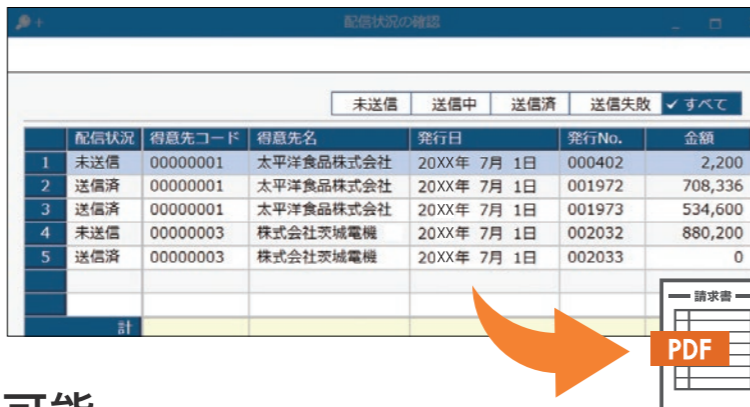 配信状況の確認
未送信 送信中 送信済 送信失敗 ✓ すべて
配信状況 得意先コード 得意先名 発行日 発行No. 金額
1 未送信 00000001 太平洋食品株式会社 20XX年 7月 1日 000402 2,200
2 送信済 00000001 太平洋食品株式会社 20XX年 7月 1日 001972 708,336
3 送信済 00000001 太平洋食品株式会社 20XX年 7月 1日 001973 534,600
4 未送信 00000003 株式会社茨城電機 20XX年 7月 1日 002032 880,200
5 送信済 00000003 株式会社茨城電機 20XX年 7月 1日 002033 0
計
請求書
PDF
可能